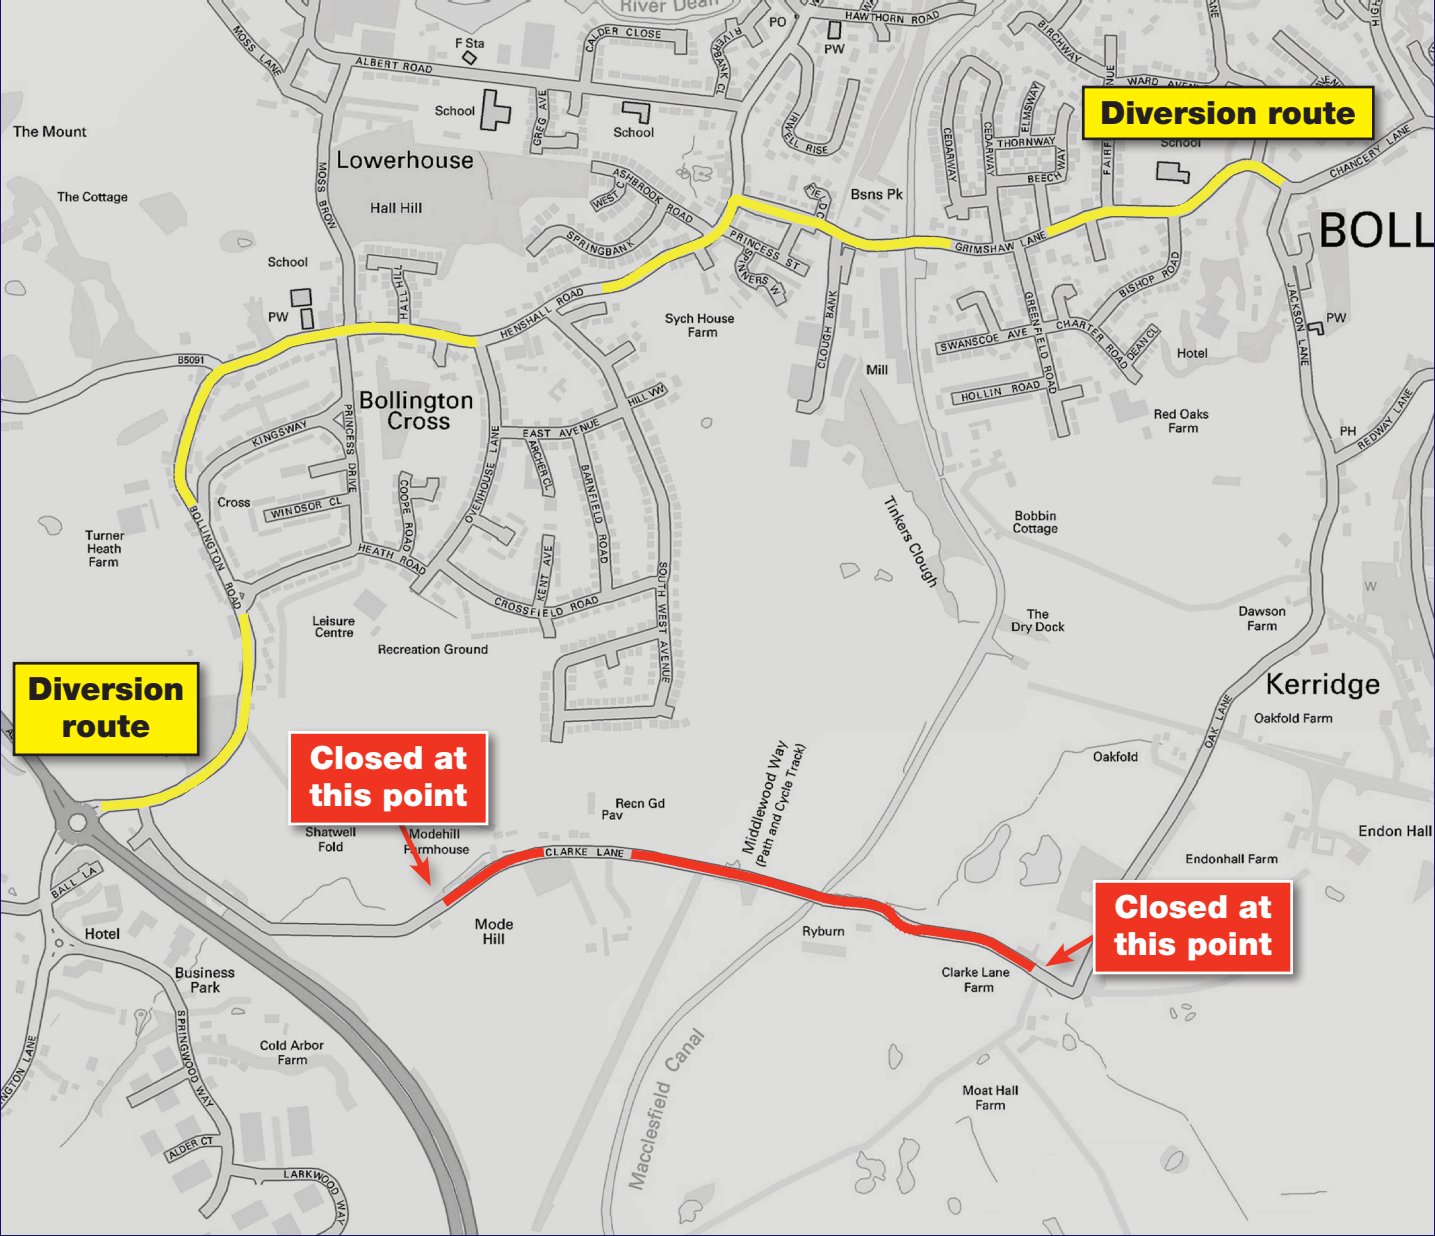 River Dean
HAWTHORN ROAD
PO
PW
MOSS LANE
F Sta
CALDER CLOSE
RIVERBANK CL
BIRCHWAY
ALBERT ROAD
WARD AVENUE
School
GREG AVE
School
IRWELL RISE
CEDARWAY
CEDARWAY
ELMSWAY
THORNWAY
BEECH WAY
Diversion route
School
CHANCERY LANE
The Mount
Lowerhouse
MOSS BROW
The Cottage
Hall Hill
ASHBROOK ROAD
WEST C
SPRINGBANK
Bsns Pk
PRINCESS ST
SPINNERS W
GRIMSHAW LANE
BOLL
School
PW
HALL HILL
HENSHALL ROAD
Sych House
Farm
CLOUGH BANK
GREENFIELD ROAD
BISHOP ROAD
SWANSCOE AVE
CHARTER ROAD
DEAN CL
Hotel
JACKSON LANE
PW
B5091
Mill
HOLLIN ROAD
Red Oaks
Farm
PH
REDWAY LANE
Bollington
Cross
KINGSWAY
PRINCESS DRIVE
HILL VW
EAST AVENUE
ARCHER CL
OVENHOUSE LANE
BARNFIELD ROAD
Cross
WINDSOR CL
COOPE ROAD
BOLLINGTON ROAD
HEATH ROAD
KENT AVE
CROSSFIELD ROAD
SOUTH WEST AVENUE
Turner
Heath
Farm
Tinkers Clough
Bobbin
Cottage
W
The
Dry Dock
Dawson
Farm
Leisure
Centre
Recreation Ground
Kerridge
Oakfold Farm
OAK LANE
Oakfold
Diversion
route
Closed at
this point
Shatwell
Fold
Modehill
Farmhouse
Recn Gd
Pav
Middlewood Way
(Path and Cycle Track)
CLARKE LANE
Endon Hall
Endonhall Farm
BALL LA
Hotel
Mode
Hill
Ryburn
Clarke Lane
Farm
Closed at
this point
Business
Park
SPRINGWOOD WAY
Cold Arbor
Farm
Macclesfield Canal
Moat Hall
Farm
ALDER CT
LARKWOOD WAY